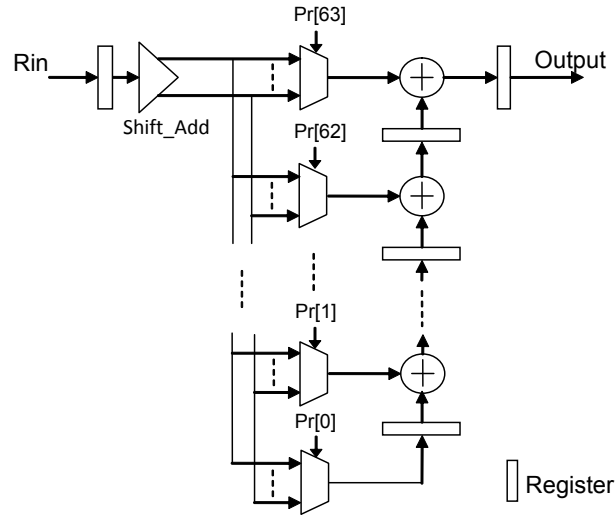 Pr[63]
Rin
Output
Shift_Add
Pr[62]
Pr[1]
Pr[0]
Register